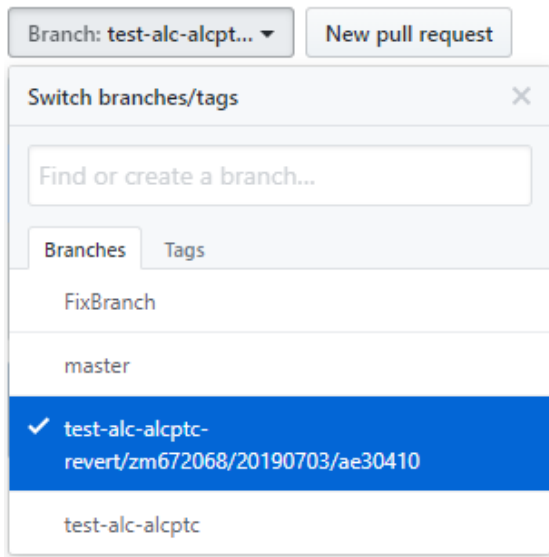 Branch: test-alc-alcpt... New pull request
Switch branches/tags
Find or create a branch...
Branches Tags
FixBranch
master
test-alc-alcptc-
revert/zm672068/20190703/ae30410
test-alc-alcptc